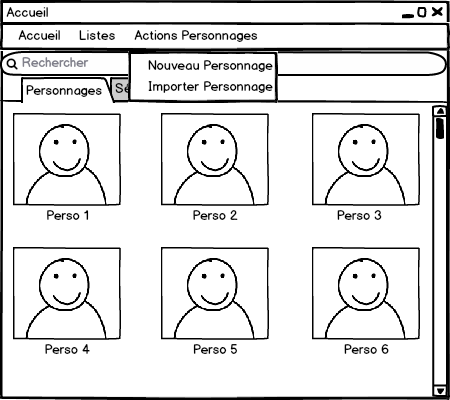 Accueil
Accueil Listes Actions Personnages
Rechercher
Nouveau Personnage
Importer Personnage
Personnages
Perso 1 Perso 2 Perso 3
Perso 4 Perso 5 Perso 6